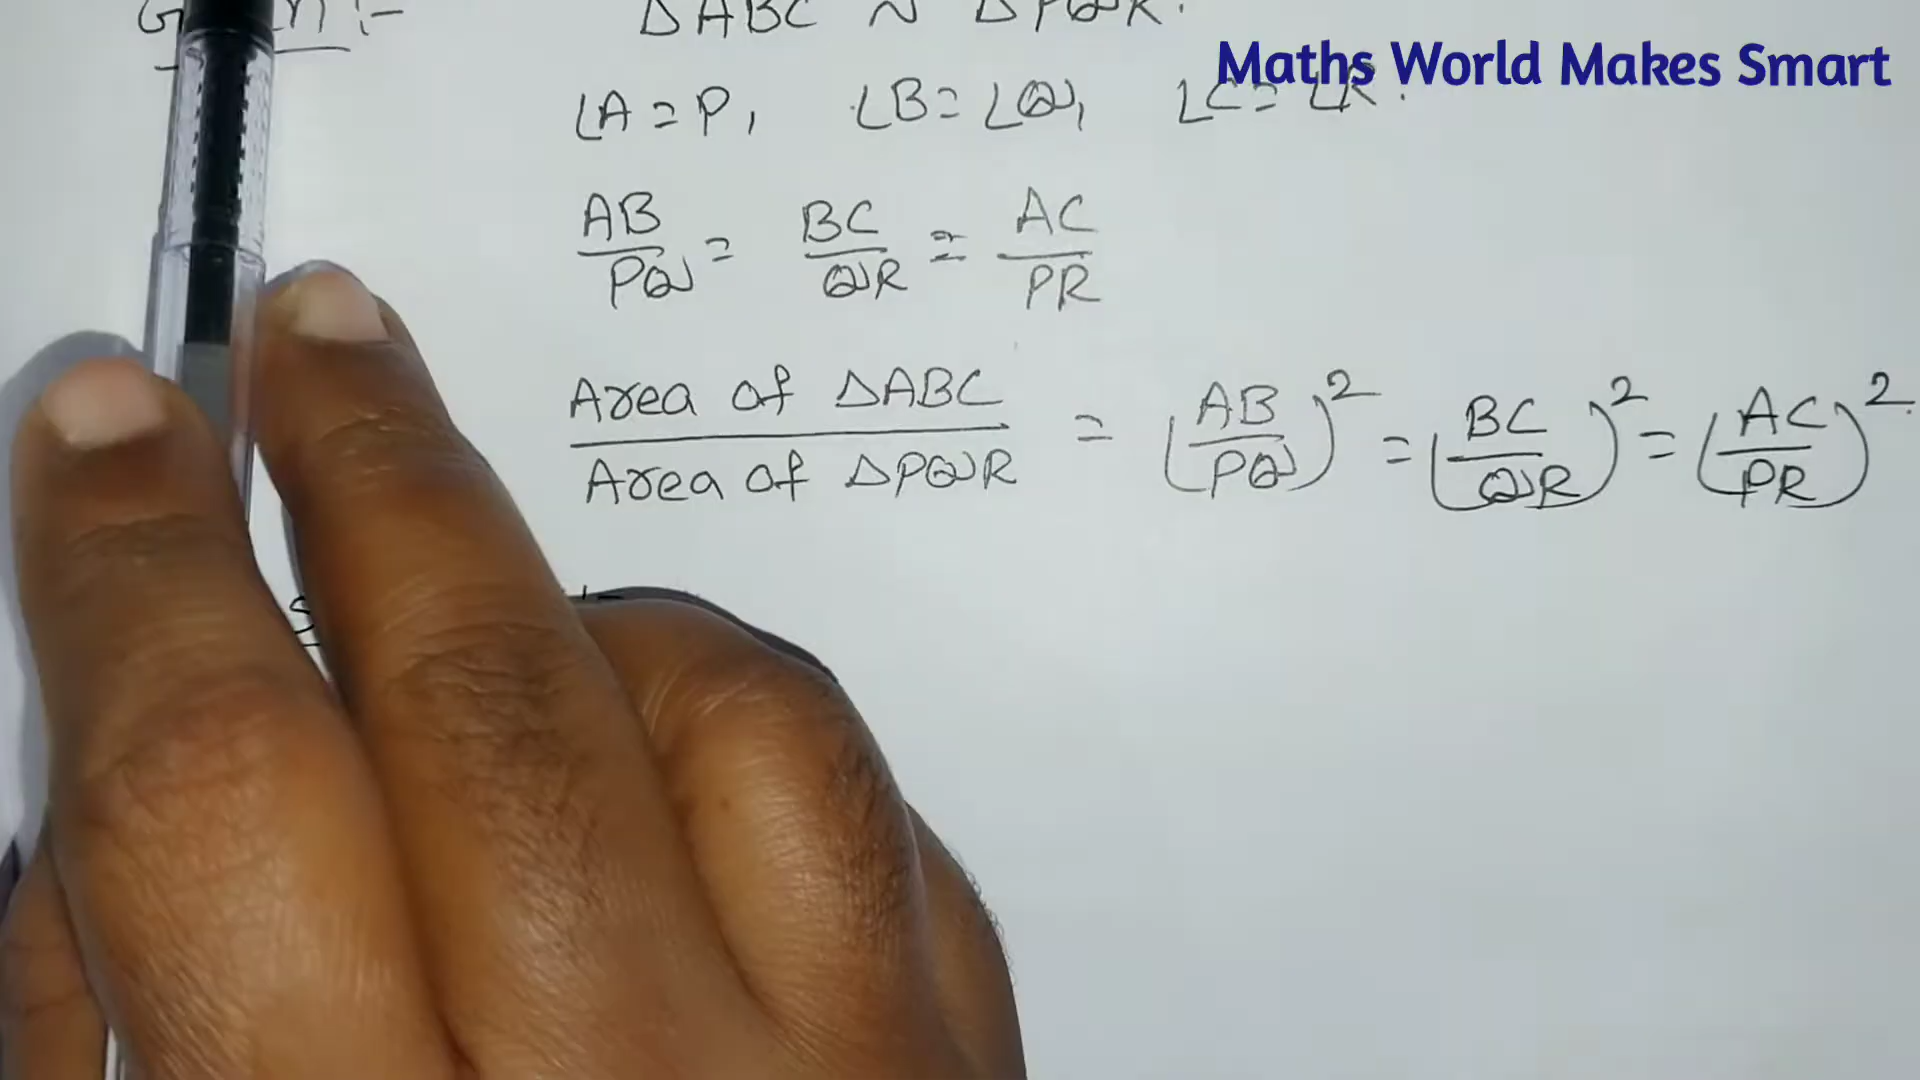 ΔABC ~ ΔPQR.
Maths World Makes Smart
∠A = P, ∠B = ∠Q, ∠C = ∠R.
AB/PQ = BC/QR = AC/PR
Area of ΔABC / Area of ΔPQR = (AB/PQ)² = (BC/QR)² = (AC/PR)².